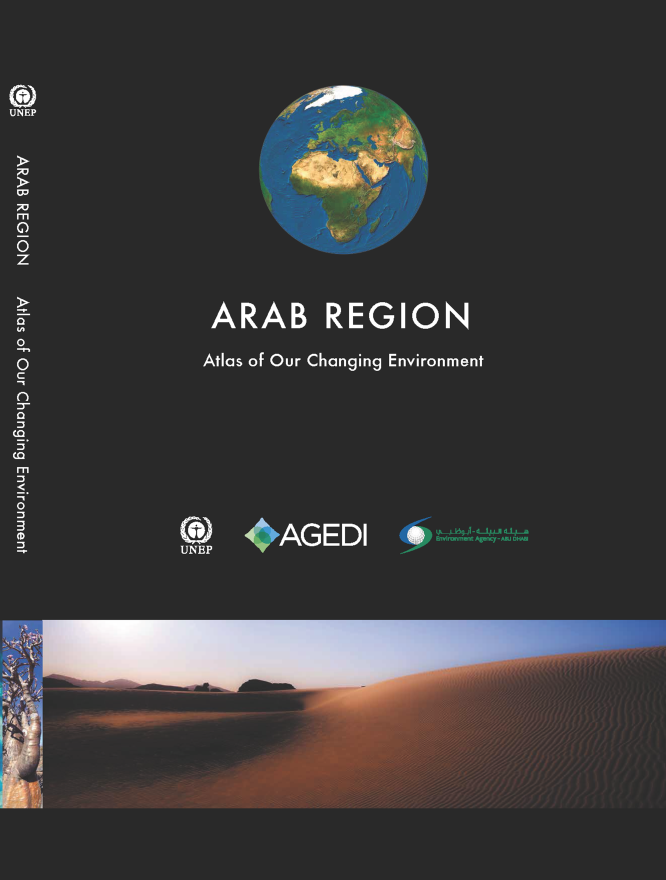 UNEP
ARAB REGION Atlas of Our Changing Environment
ARAB REGION
Atlas of Our Changing Environment
UNEP
AGEDI
هيئة البيئة - أبوظبي
Environment Agency - ABU DHABI